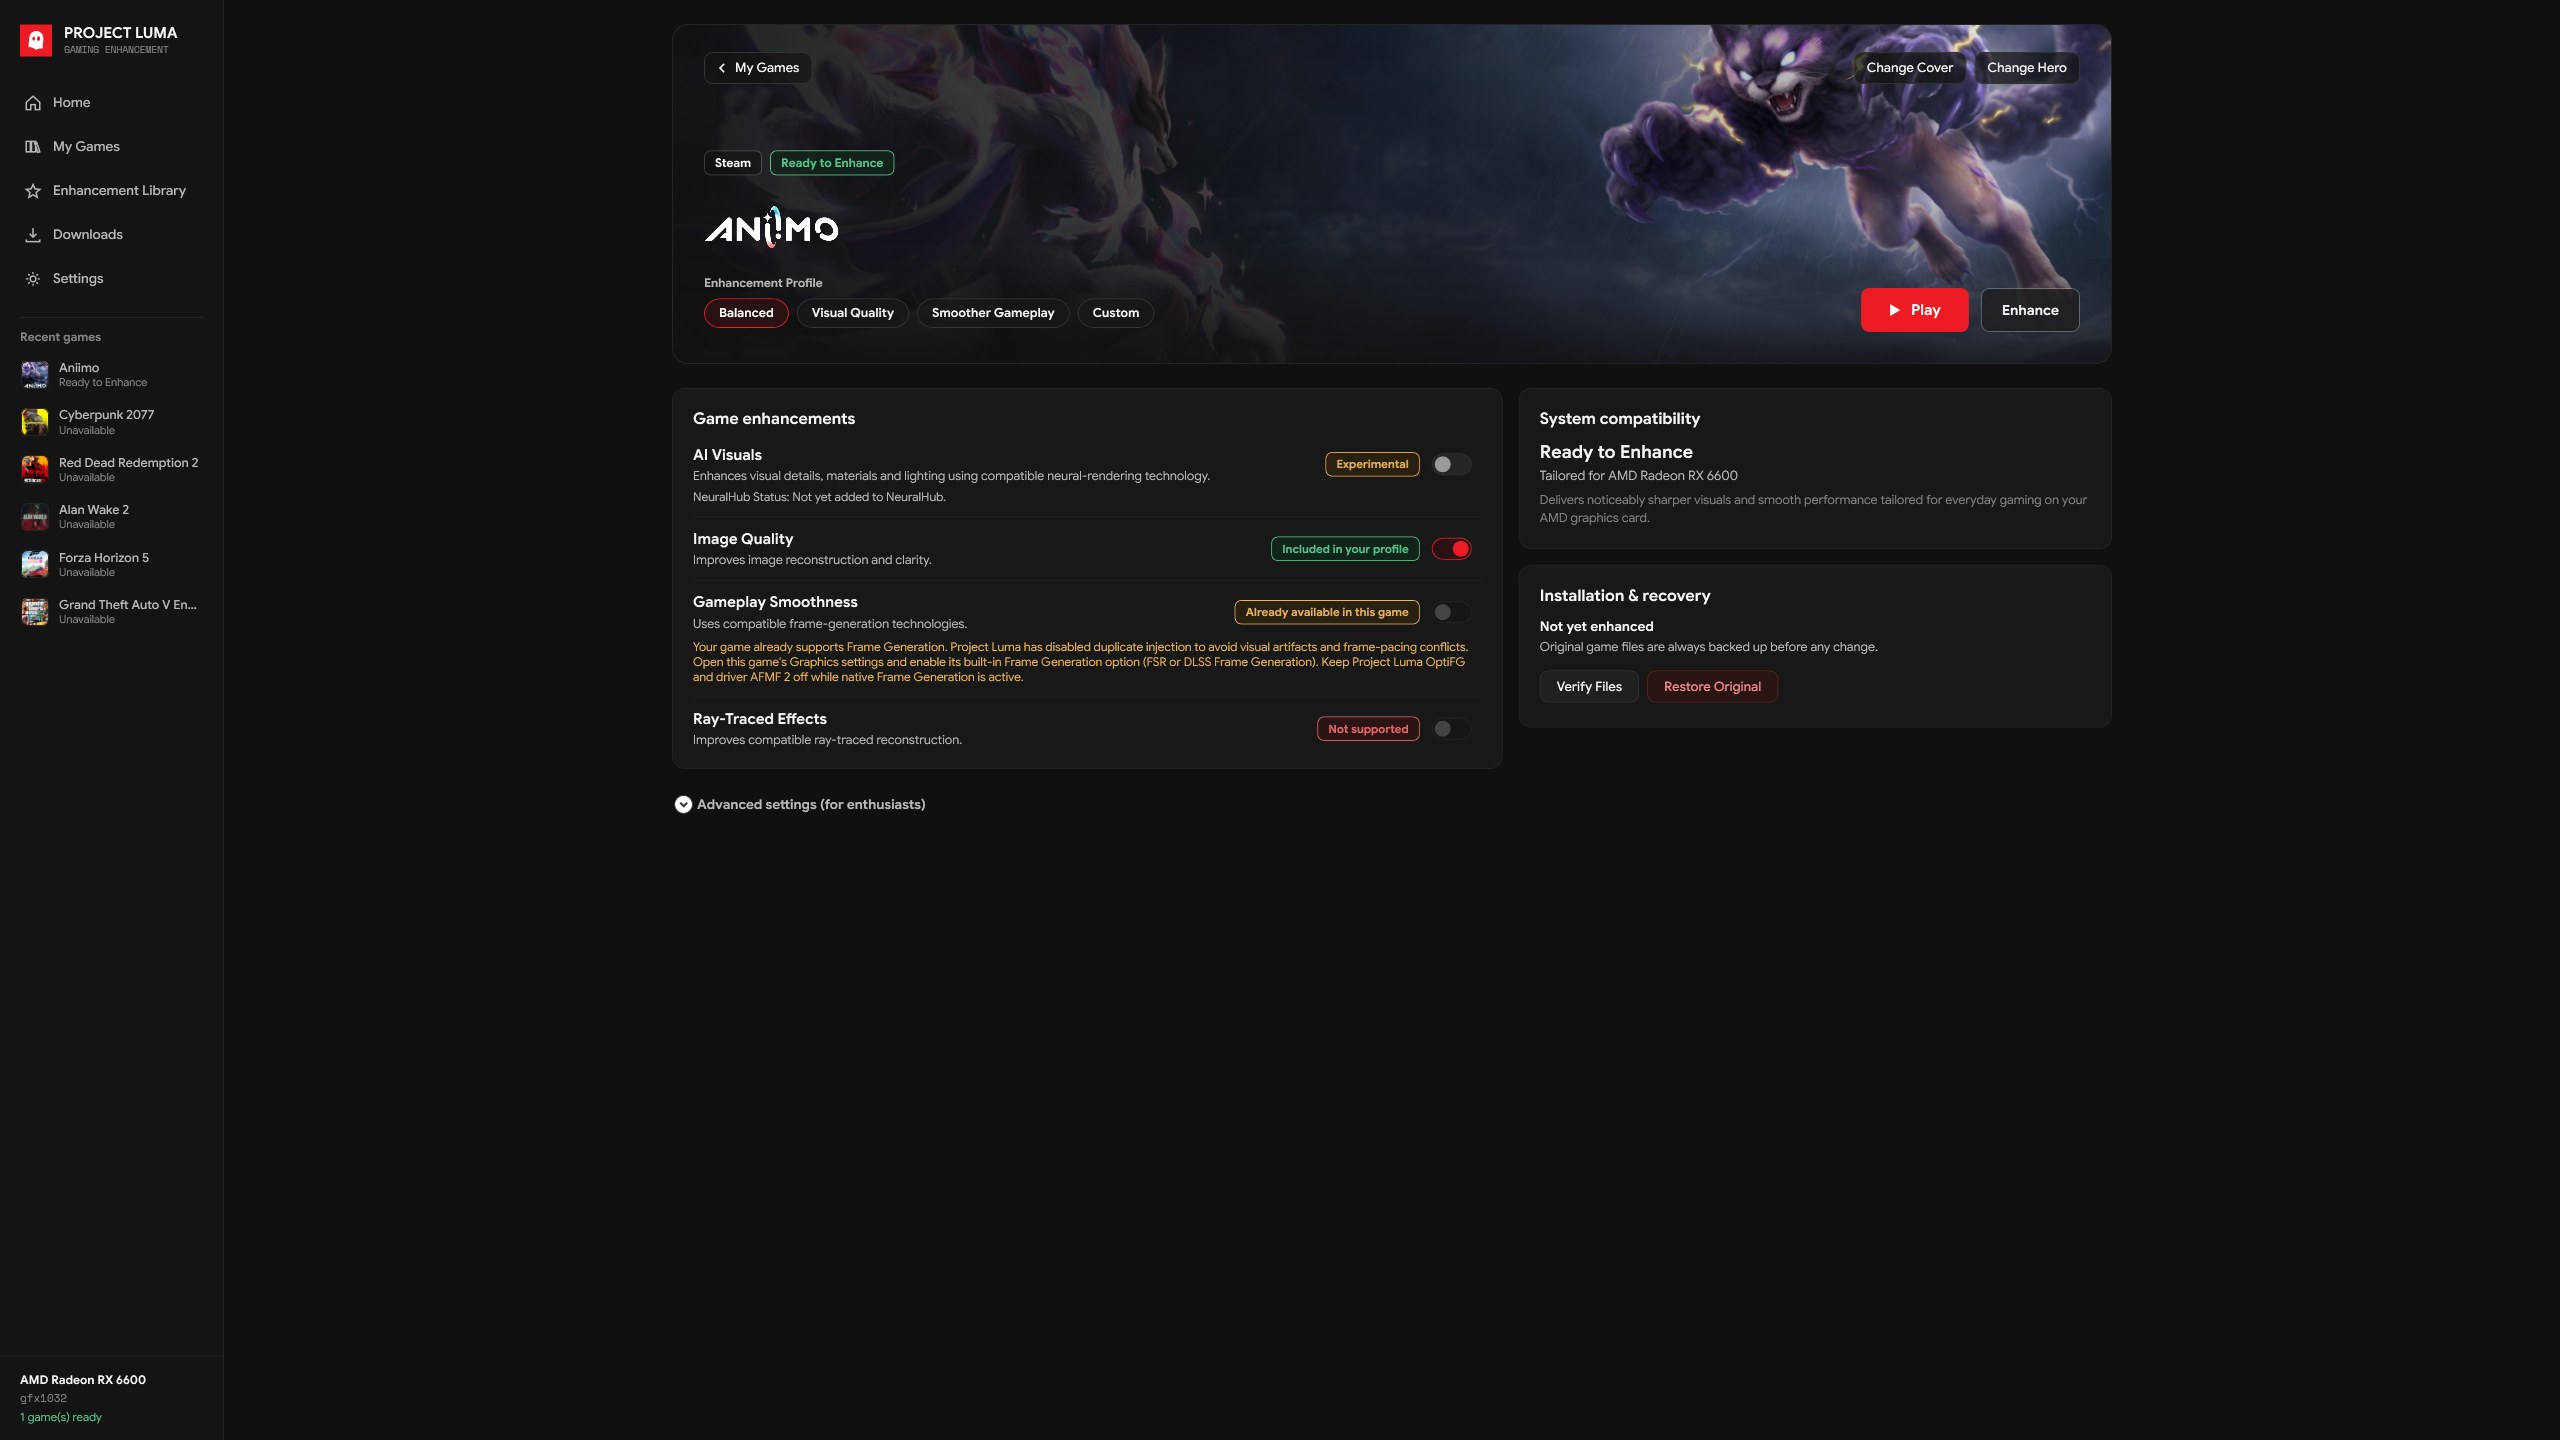 PROJECT LUMA
GAMING ENHANCEMENT
Home
My Games
Enhancement Library
Downloads
Settings
Recent games
Aniimo
Ready to Enhance
Cyberpunk 2077
Unavailable
Red Dead Redemption 2
Unavailable
Alan Wake 2
Unavailable
Forza Horizon 5
Unavailable
Grand Theft Auto V En...
Unavailable
AMD Radeon RX 6600
gfx1032
1 game(s) ready
My Games
Change Cover
Change Hero
Steam
Ready to Enhance
ANIIMO
Enhancement Profile
Balanced
Visual Quality
Smoother Gameplay
Custom
Play
Enhance
Game enhancements
AI Visuals
Enhances visual details, materials and lighting using compatible neural-rendering technology.
NeuralHub Status: Not yet added to NeuralHub.
Experimental
Image Quality
Improves image reconstruction and clarity.
Included in your profile
Gameplay Smoothness
Uses compatible frame-generation technologies.
Already available in this game
Your game already supports Frame Generation. Project Luma has disabled duplicate injection to avoid visual artifacts and frame-pacing conflicts.
Open this game's Graphics settings and enable its built-in Frame Generation option (FSR or DLSS Frame Generation). Keep Project Luma OptiFG
and driver AFMF 2 off while native Frame Generation is active.
Ray-Traced Effects
Improves compatible ray-traced reconstruction.
Not supported
Advanced settings (for enthusiasts)
System compatibility
Ready to Enhance
Tailored for AMD Radeon RX 6600
Delivers noticeably sharper visuals and smooth performance tailored for everyday gaming on your
AMD graphics card.
Installation & recovery
Not yet enhanced
Original game files are always backed up before any change.
Verify Files
Restore Original